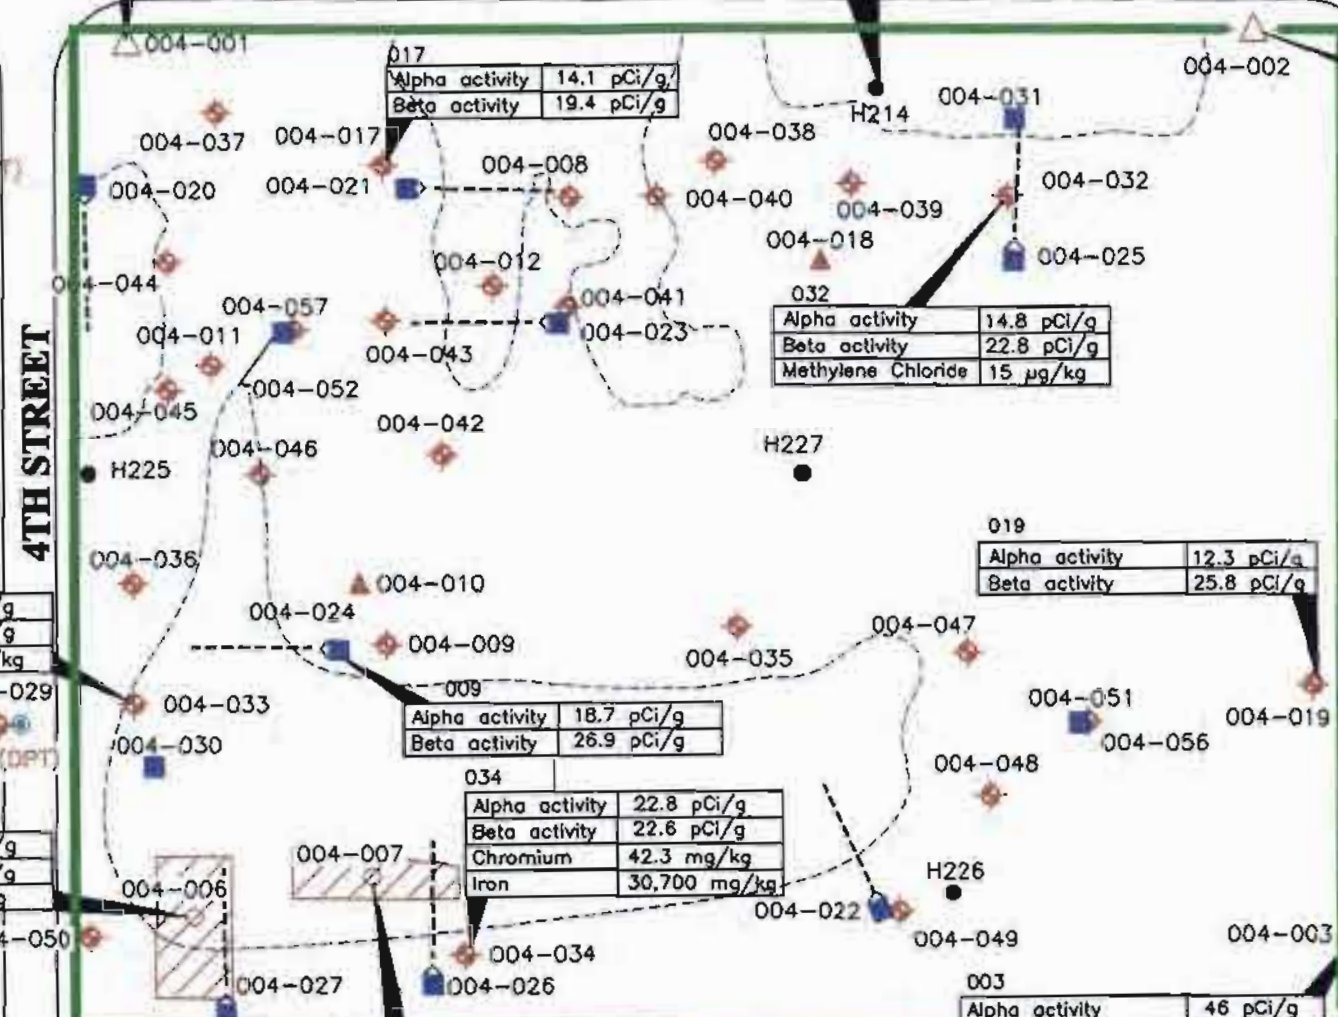 004-001
017
Alpha activity 14.1 pCi/g
Beta activity 19.4 pCi/g
004-002
004-031
H214
004-037
004-017
004-038
004-020
004-021
004-008
004-040
004-039
004-032
004-018
004-025
004-044
004-012
004-041
032
Alpha activity 14.8 pCi/g
Beta activity 22.8 pCi/g
Methylene Chloride 15 µg/kg
004-057
004-011
004-043
004-023
004-052
004-045
004-042
004-046
H225
H227
4TH STREET
019
Alpha activity 12.3 pCi/g
Beta activity 25.8 pCi/g
004-036
004-010
004-024
004-009
004-035
004-047
g
g
kg
-029
004-033
009
Alpha activity 18.7 pCi/g
Beta activity 26.9 pCi/g
004-051
004-019
004-056
(DPT)
004-030
004-048
034
Alpha activity 22.8 pCi/g
Beta activity 22.6 pCi/g
Chromium 42.3 mg/kg
Iron 30,700 mg/kg
/g
/g
004-007
004-006
H226
004-022
004-049
4-050
004-034
004-003
004-027
004-026
003
Alpha activity 46 pCi/g